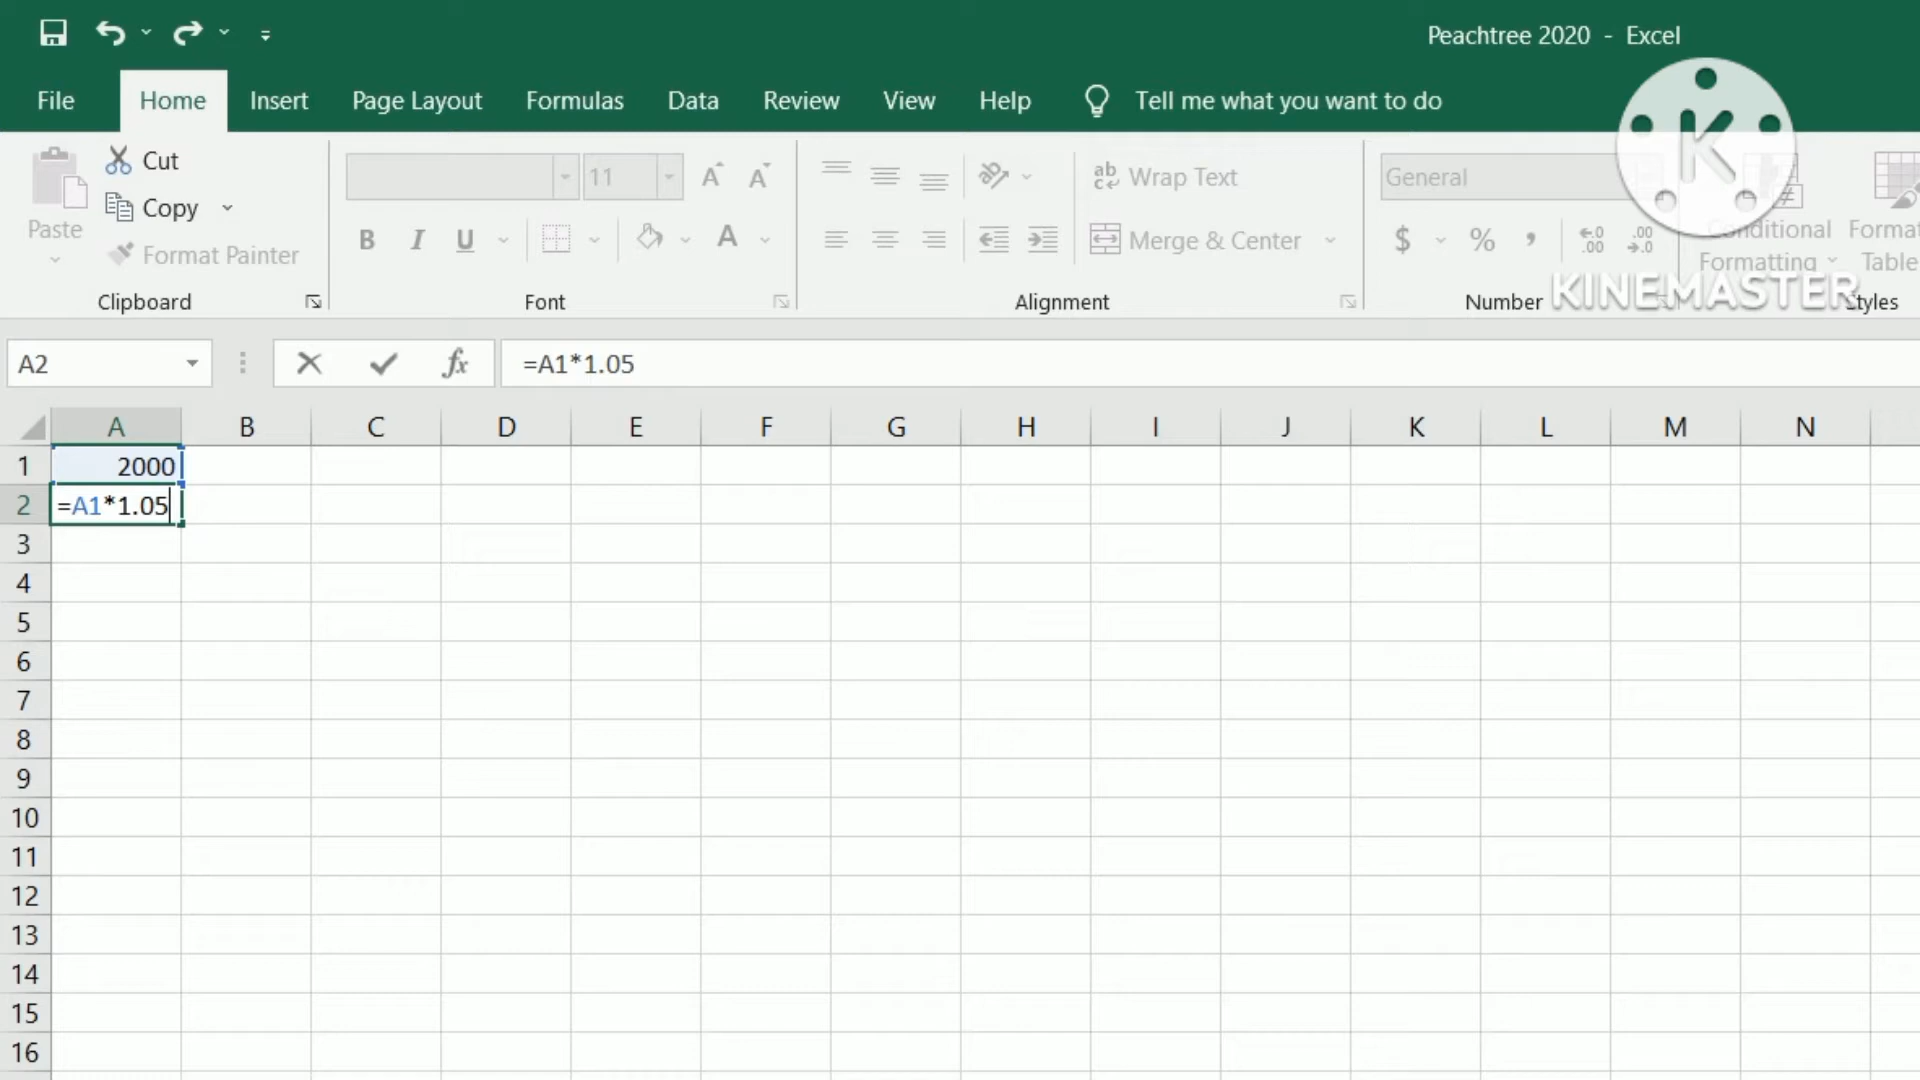 Peachtree 2020 - Excel
File Home Insert Page Layout Formulas Data Review View Help Tell me what you want to do
Cut
Copy
Paste
Format Painter
Clipboard
11
B I U
A
Font
Wrap Text
Merge & Center
Alignment
General
$ % ,
Number
Conditional
Formatting
Format
Table
Styles
K
KINEMASTER
A2 fx =A1*1.05
A B C D E F G H I J K L M N
1 2000
2 =A1*1.05
3
4
5
6
7
8
9
10
11
12
13
14
15
16